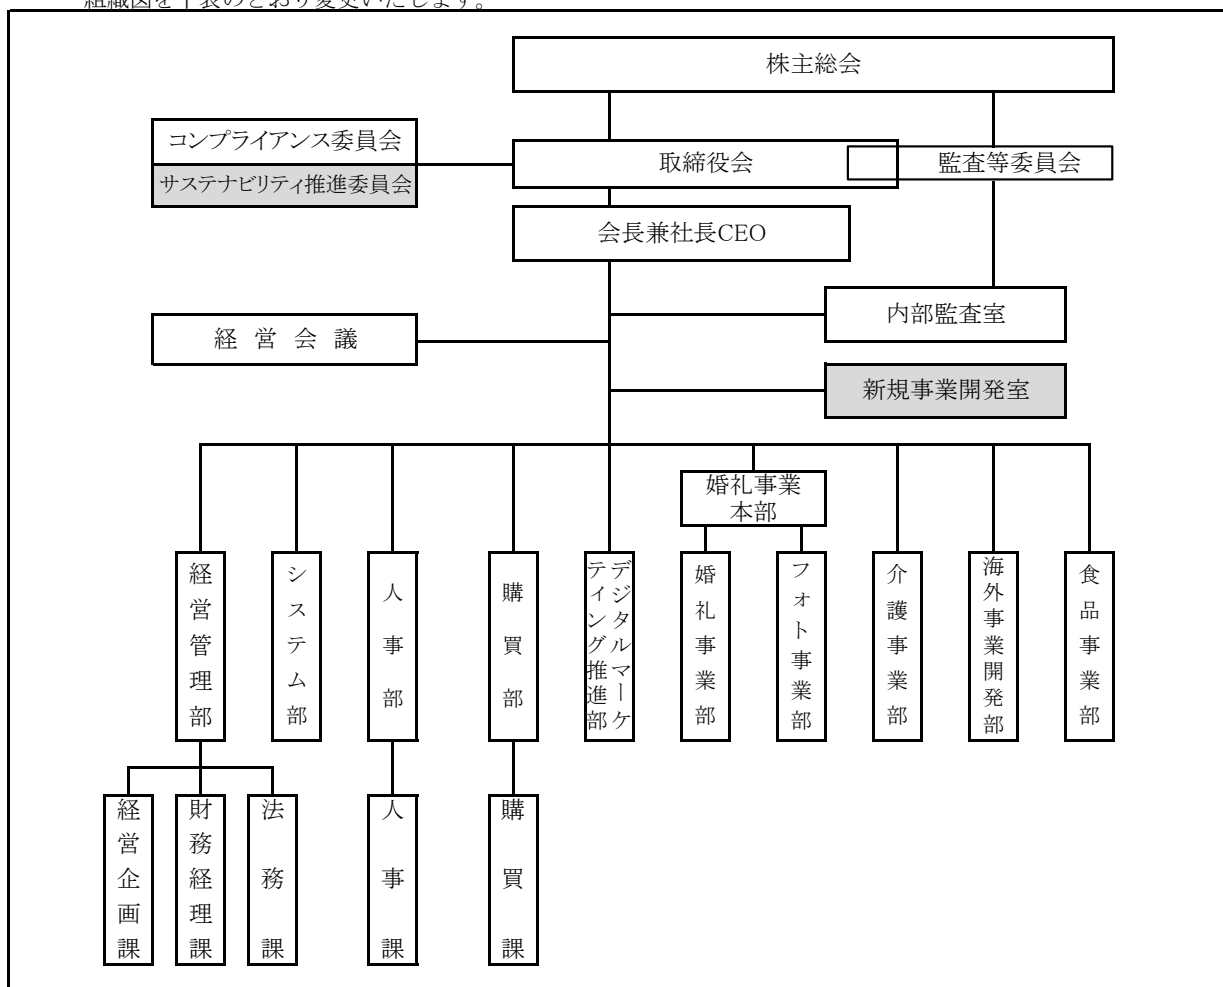 組織図を下表のとおり変更いたします。
株主総会
コンプライアンス委員会
サステナビリティ推進委員会
取締役会
監査等委員会
会長兼社長CEO
内部監査室
経営会議
新規事業開発室
婚礼事業
本部
経営管理部
システム部
人事部
購買部
デジタルマーケ
ティング推進部
婚礼事業部
フォト事業部
介護事業部
海外事業開発部
食品事業部
経営企画課
財務経理課
法務課
人事課
購買課